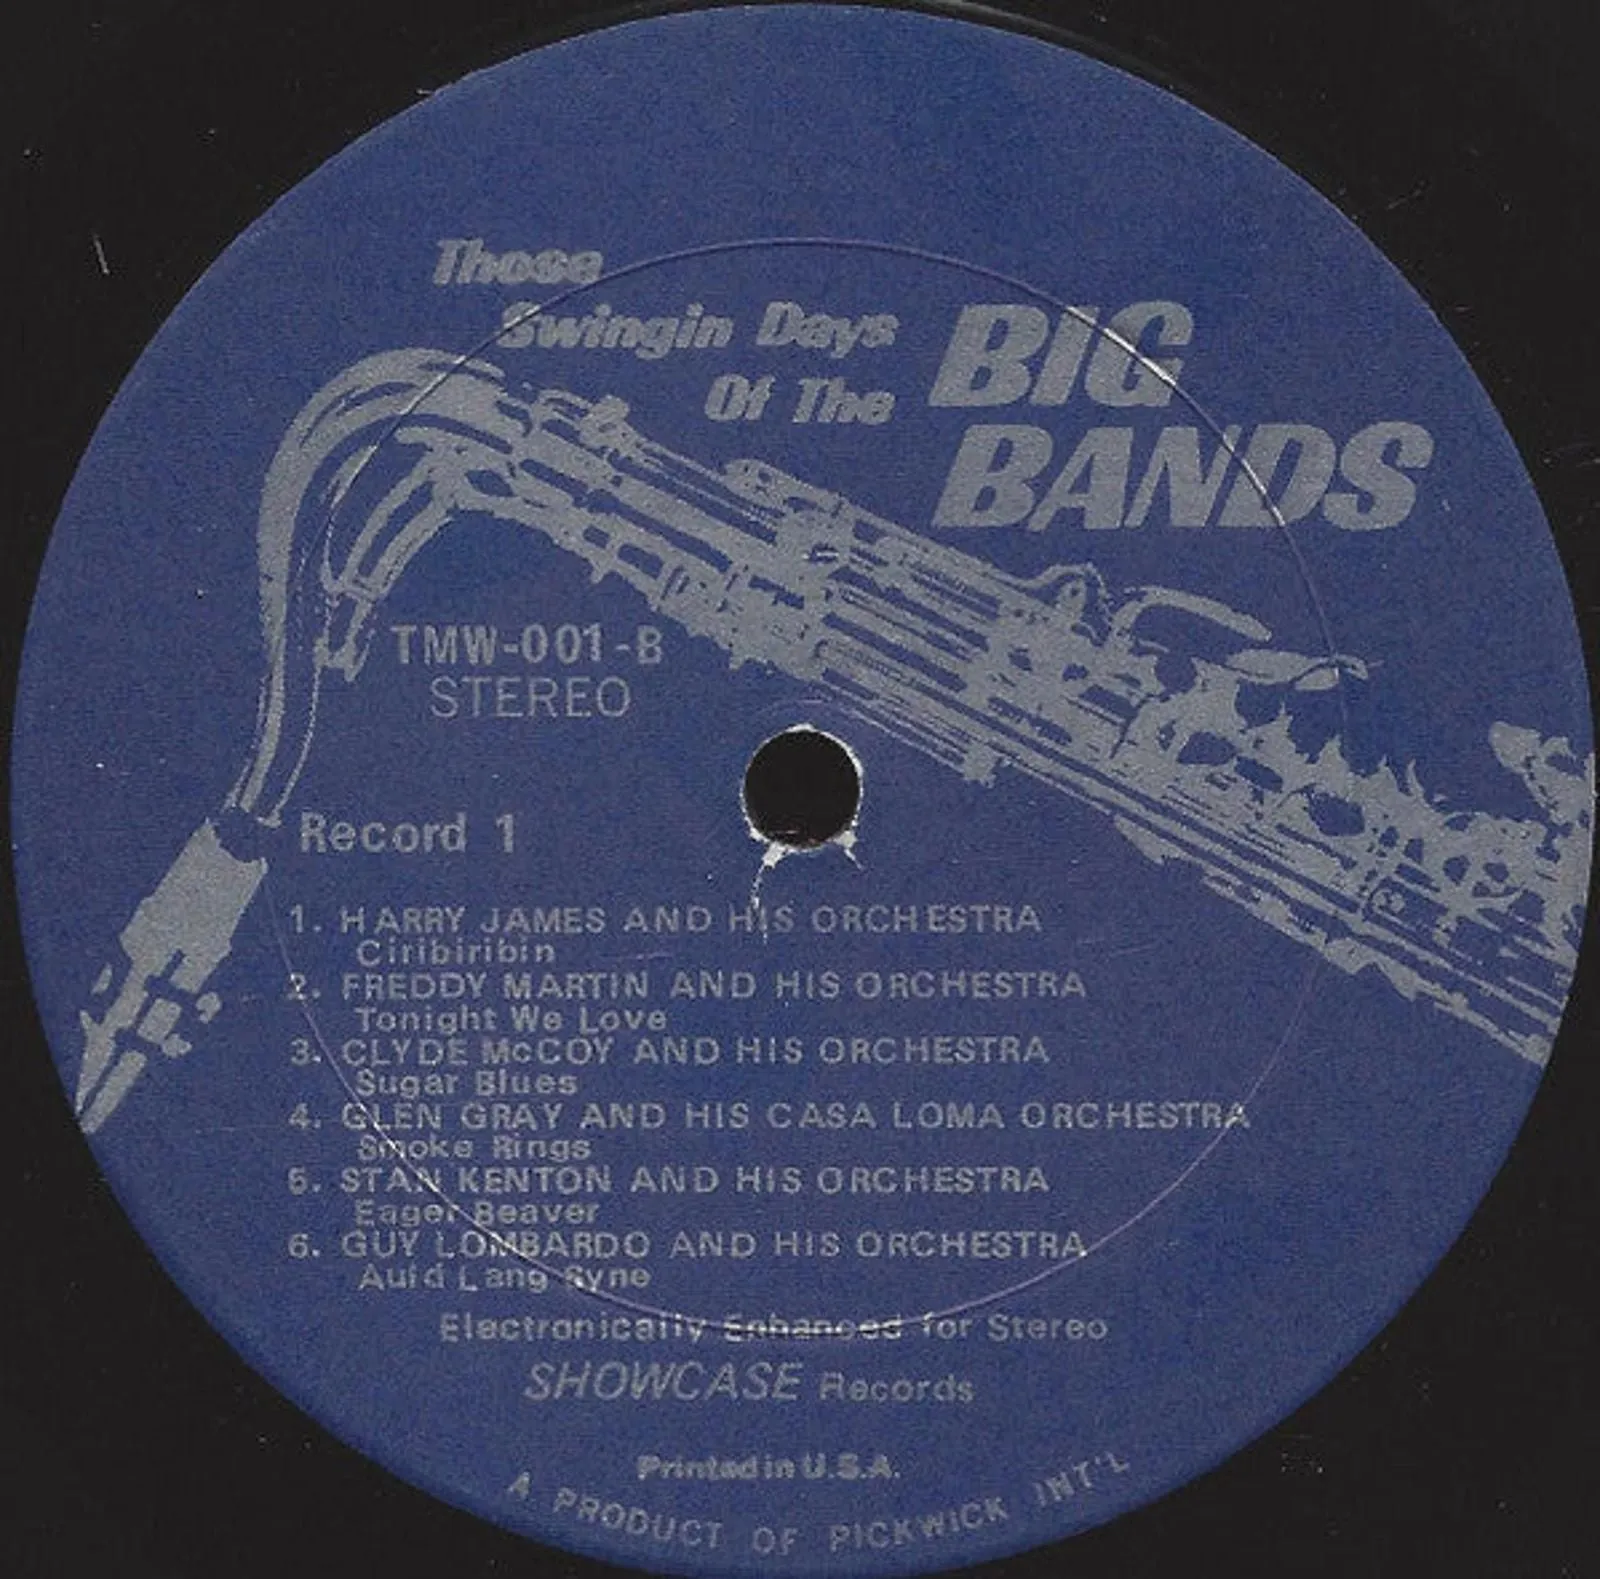 Those
Swingin Days
Of The
BIG
BANDS
TMW-001-B
STEREO
Record 1
1. HARRY JAMES AND HIS ORCHESTRA
Ciribiribin
2. FREDDY MARTIN AND HIS ORCHESTRA
Tonight We Love
3. CLYDE McCOY AND HIS ORCHESTRA
Sugar Blues
4. GLEN GRAY AND HIS CASA LOMA ORCHESTRA
Smoke Rings
5. STAN KENTON AND HIS ORCHESTRA
Eager Beaver
6. GUY LOMBARDO AND HIS ORCHESTRA
Auld Lang Syne
Electronically Enhanced for Stereo
SHOWCASE Records
Printed in U.S.A.
A PRODUCT OF PICKWICK INT'L